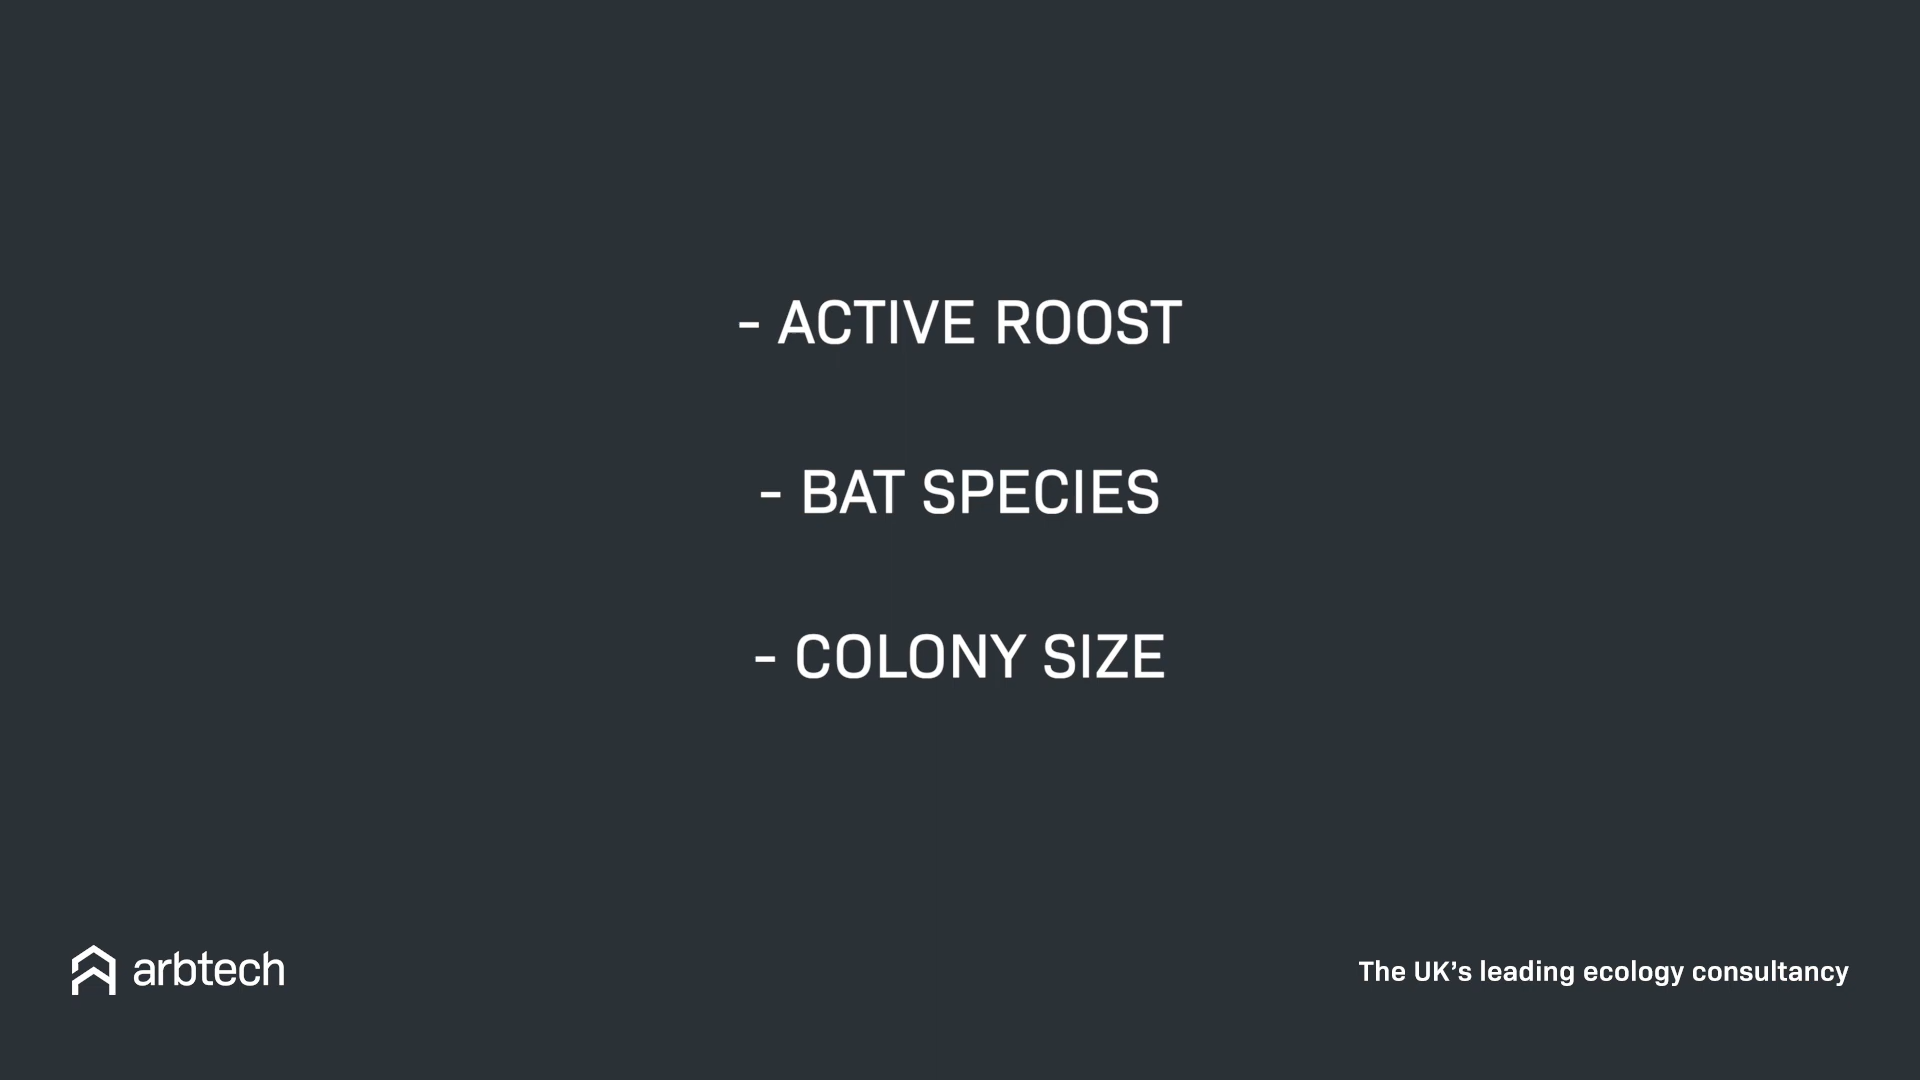 - ACTIVE ROOST
- BAT SPECIES
- COLONY SIZE
arbtech
The UK’s leading ecology consultancy